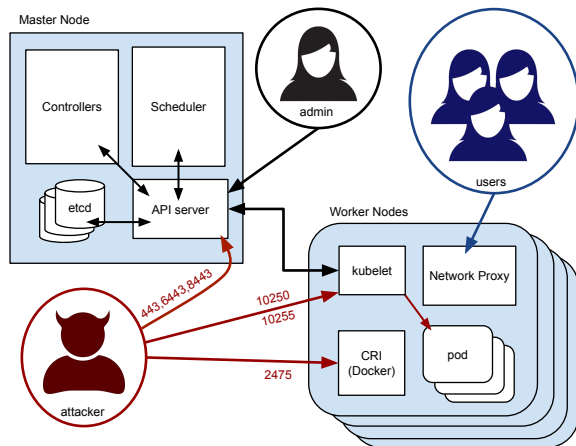 Master Node
Controllers
Scheduler
admin
users
etcd
API server
Worker Nodes
kubelet
Network Proxy
443,6443,8443
10250
10255
CRI
(Docker)
pod
2475
attacker